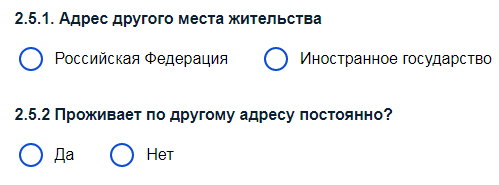 2.5.1. Адрес другого места жительства
Российская Федерация Иностранное государство
2.5.2 Проживает по другому адресу постоянно?
Да Нет